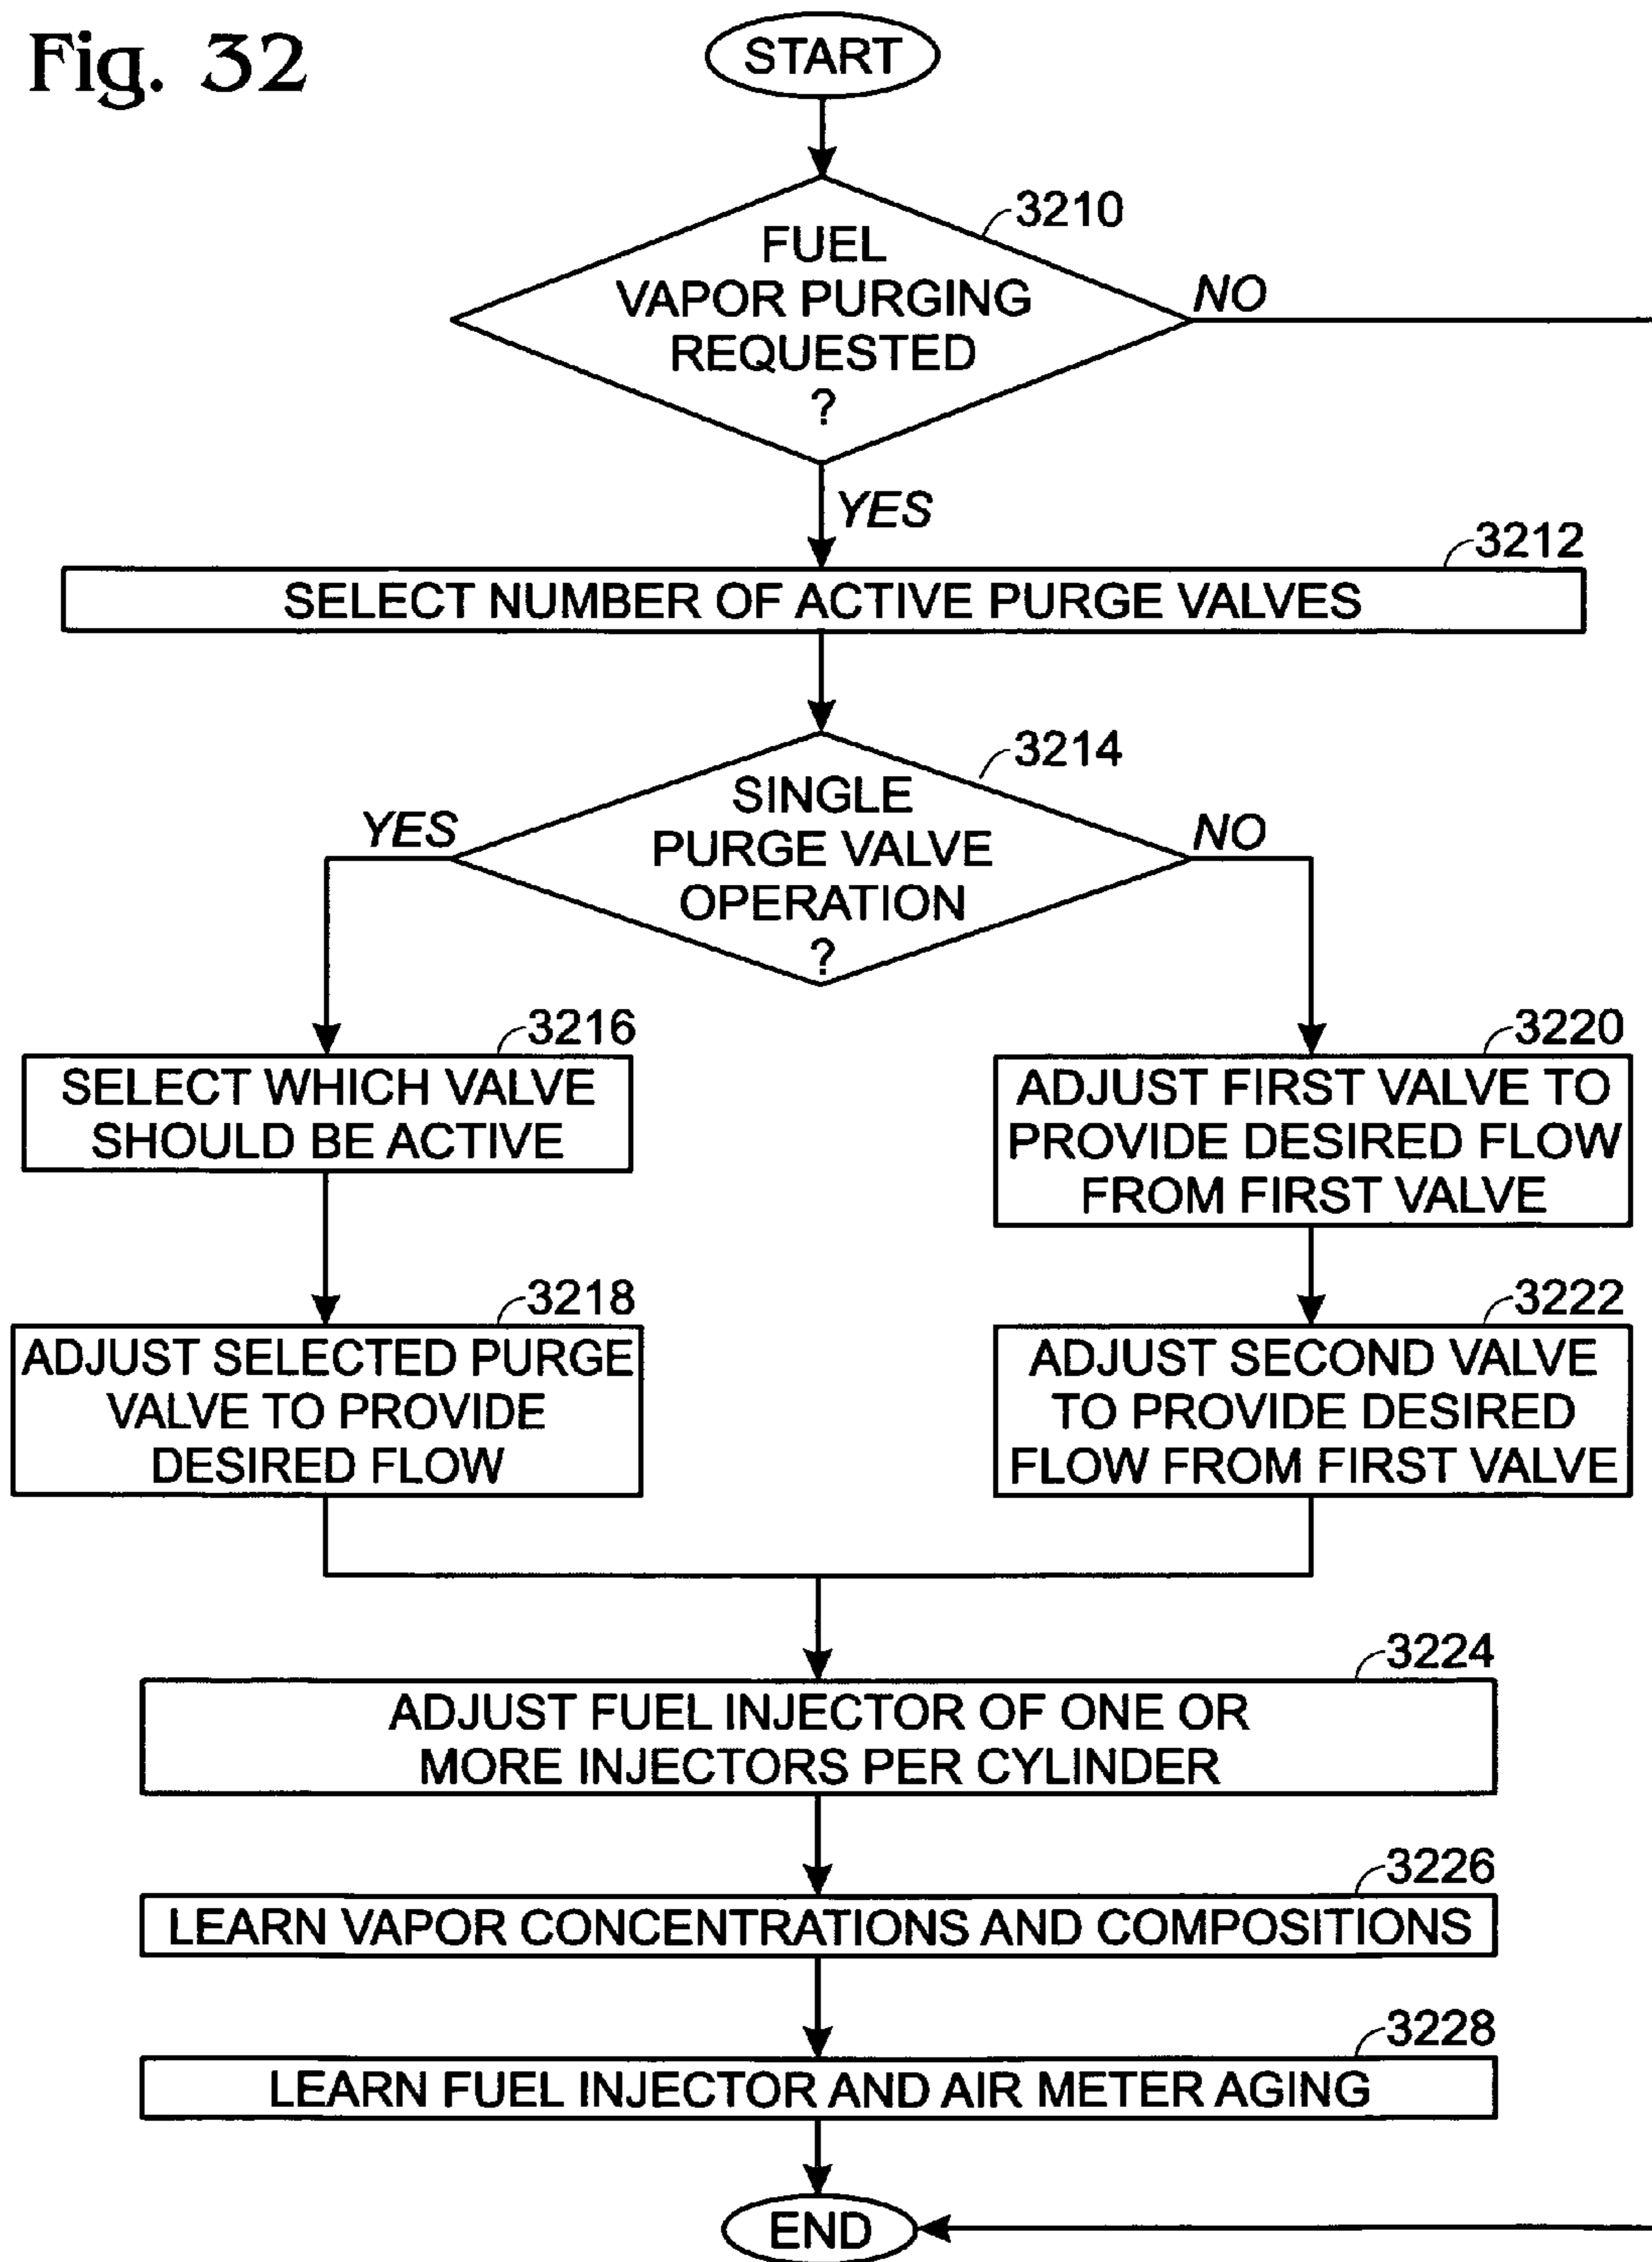 Fig. 32
START
3210
FUEL
VAPOR PURGING
REQUESTED
?
NO
YES
3212
SELECT NUMBER OF ACTIVE PURGE VALVES
3214
SINGLE
PURGE VALVE
OPERATION
?
YES
NO
3216
SELECT WHICH VALVE
SHOULD BE ACTIVE
3218
ADJUST SELECTED PURGE
VALVE TO PROVIDE
DESIRED FLOW
3220
ADJUST FIRST VALVE TO
PROVIDE DESIRED FLOW
FROM FIRST VALVE
3222
ADJUST SECOND VALVE
TO PROVIDE DESIRED
FLOW FROM FIRST VALVE
3224
ADJUST FUEL INJECTOR OF ONE OR
MORE INJECTORS PER CYLINDER
3226
LEARN VAPOR CONCENTRATIONS AND COMPOSITIONS
3228
LEARN FUEL INJECTOR AND AIR METER AGING
END